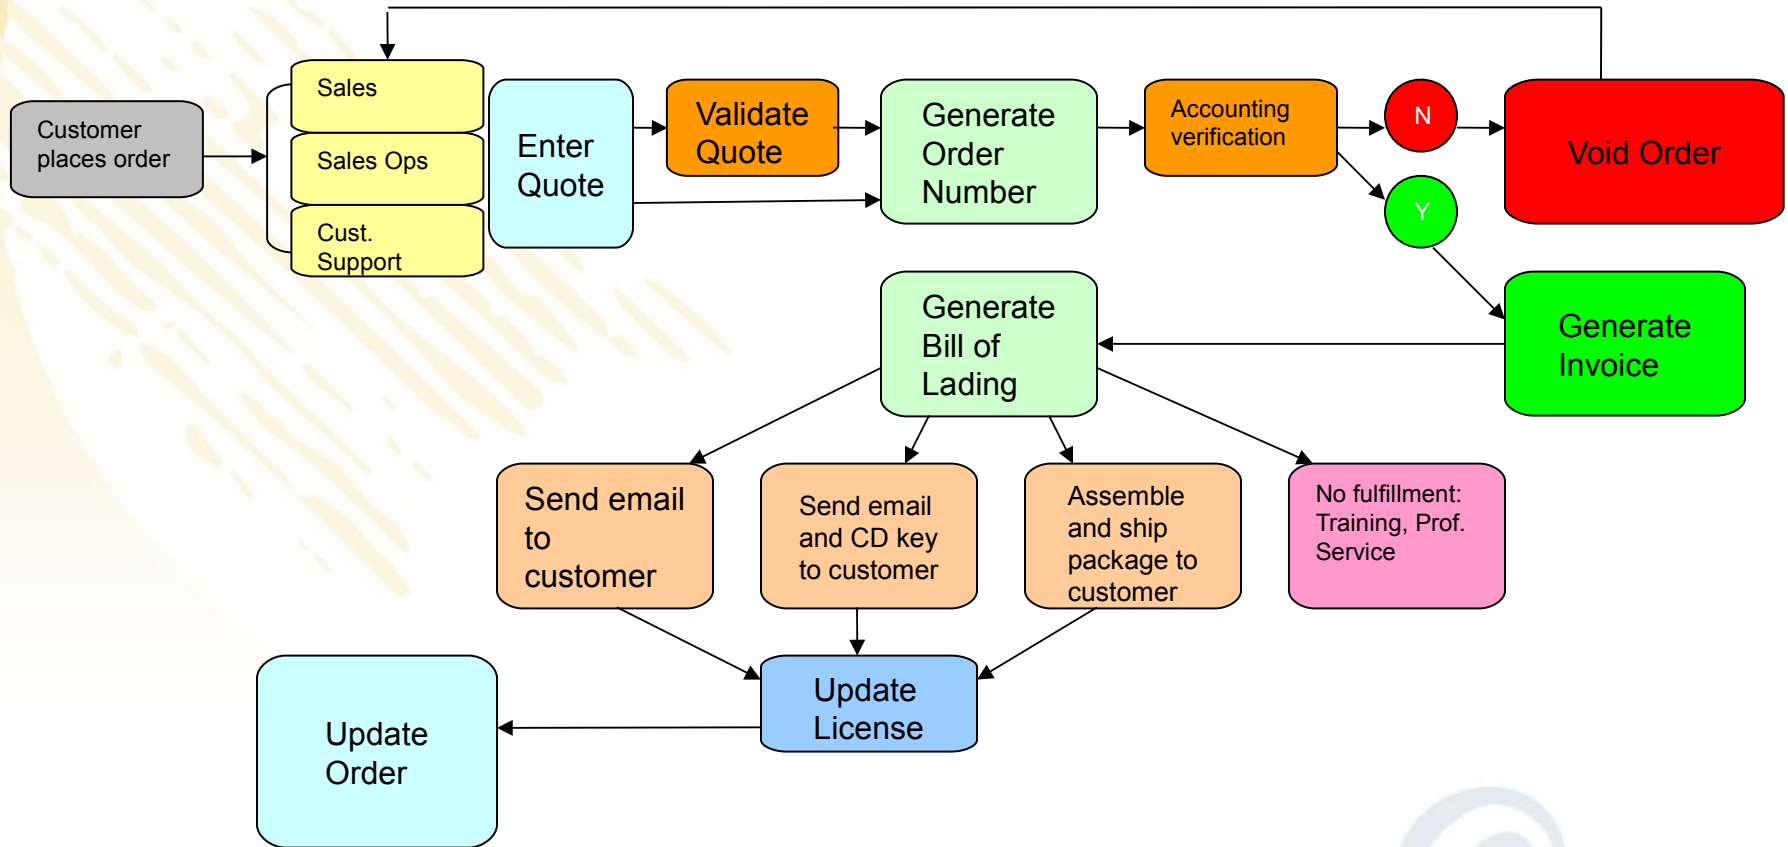 Customer
places order
Sales
Sales Ops
Cust.
Support
Enter
Quote
Validate
Quote
Generate
Order
Number
Accounting
verification
N
Y
Void Order
Generate
Invoice
Generate
Bill of
Lading
Send email
to
customer
Send email
and CD key
to customer
Assemble
and ship
package to
customer
No fulfillment:
Training, Prof.
Service
Update
License
Update
Order